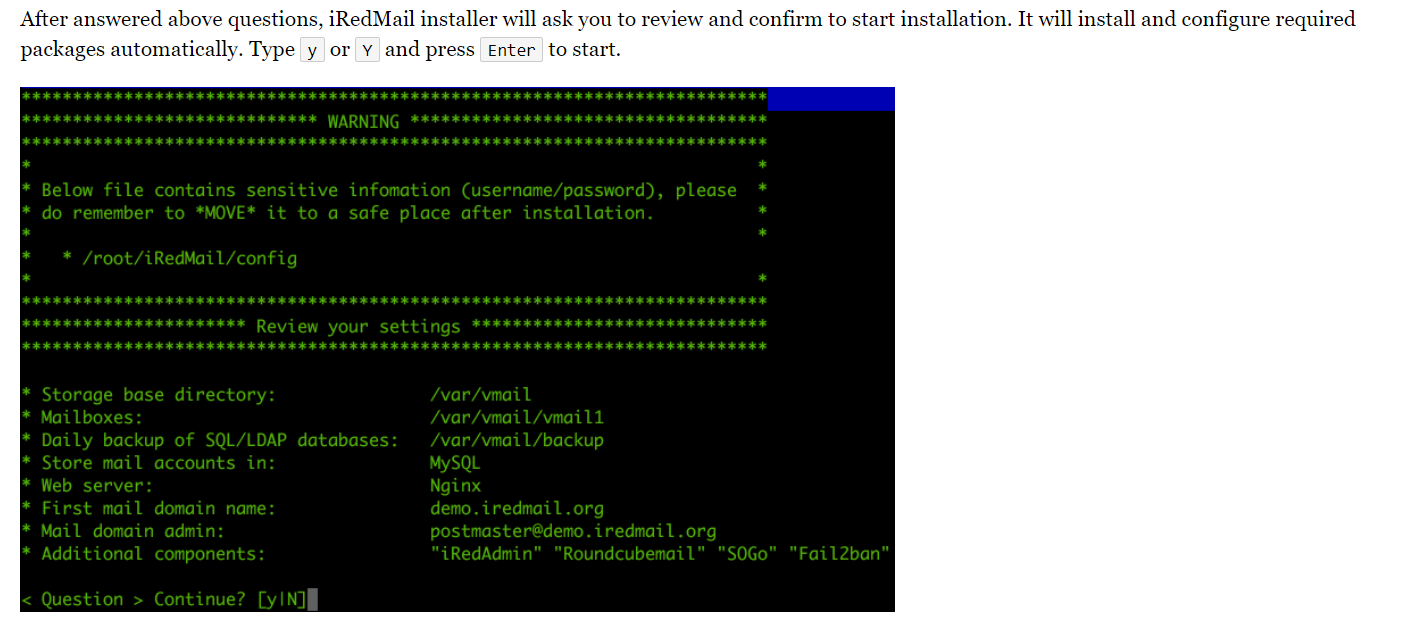 After answered above questions, iRedMail installer will ask you to review and confirm to start installation. It will install and configure required
packages automatically. Type y or Y and press Enter to start.
*************************************************************************
***************************** WARNING ***********************************
*************************************************************************
* *
* Below file contains sensitive infomation (username/password), please *
* do remember to *MOVE* it to a safe place after installation. *
* *
* * /root/iRedMail/config
* *
*************************************************************************
********************** Review your settings *****************************
*************************************************************************
* Storage base directory: /var/vmail
* Mailboxes: /var/vmail/vmail1
* Daily backup of SQL/LDAP databases: /var/vmail/backup
* Store mail accounts in: MySQL
* Web server: Nginx
* First mail domain name: demo.iredmail.org
* Mail domain admin: postmaster@demo.iredmail.org
* Additional components: "iRedAdmin" "Roundcubemail" "SOGo" "Fail2ban"
< Question > Continue? [y|N]